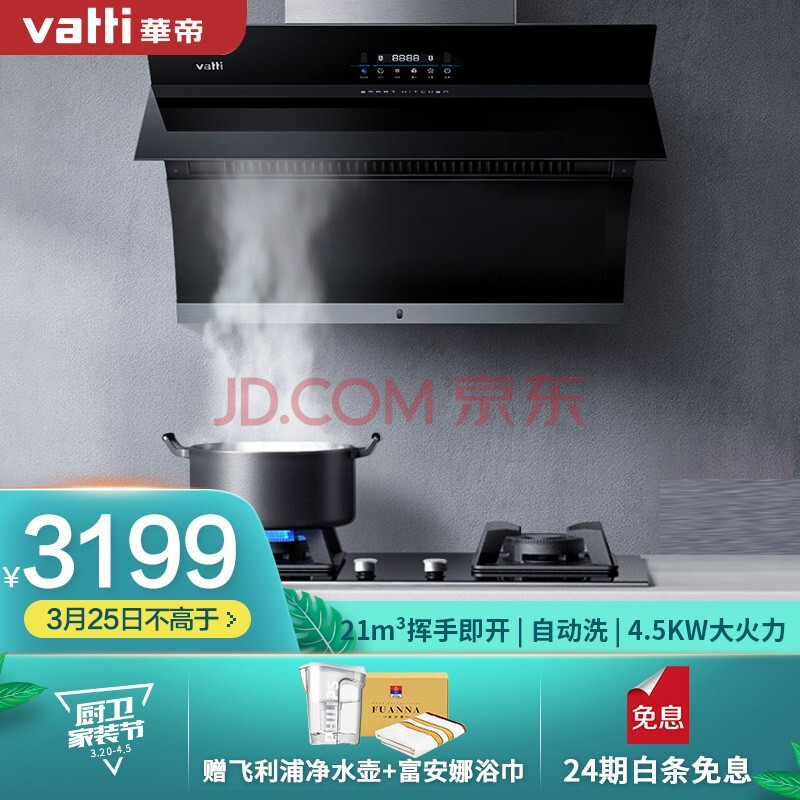 vatti 華帝
vatti
8888
SMART KITCHEN
JD.COM 京东
¥3199
3月25日不高于
21m³挥手即开 | 自动洗 | 4.5KW大火力
厨卫
家装节
3.20-4.5
PHILIPS
FUANNA
赠飞利浦净水壶+富安娜浴巾
免息
24期白条免息